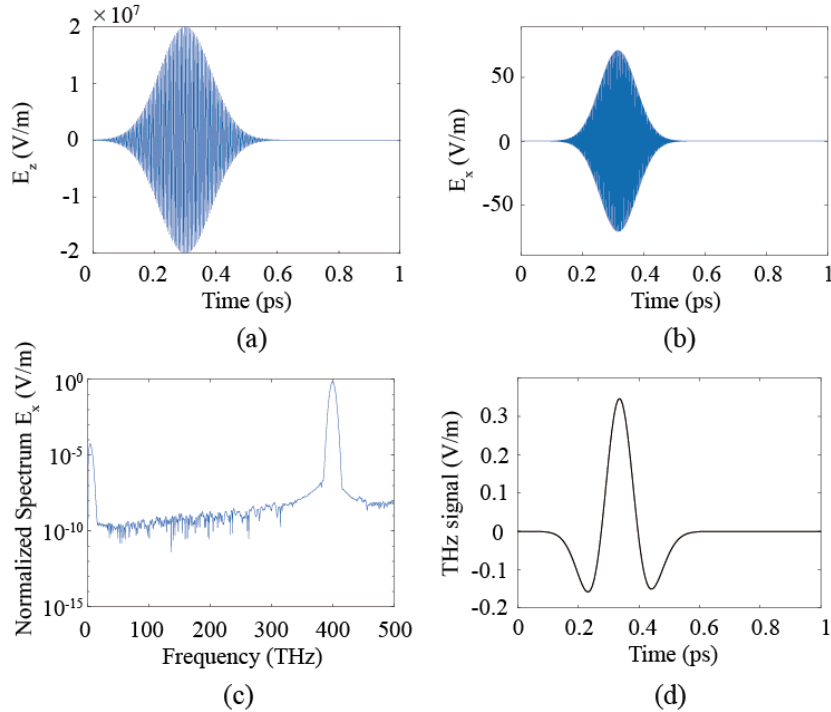 × 10⁷
2
1
0
-1
-2
E_z (V/m)
0 0.2 0.4 0.6 0.8 1
Time (ps)
(a)
50
0
-50
E_x (V/m)
0 0.2 0.4 0.6 0.8 1
Time (ps)
(b)
10⁰
10⁻⁵
10⁻¹⁰
10⁻¹⁵
Normalized Spectrum E_x (V/m)
0 100 200 300 400 500
Frequency (THz)
(c)
0.3
0.2
0.1
0
-0.1
-0.2
THz signal (V/m)
0 0.2 0.4 0.6 0.8 1
Time (ps)
(d)